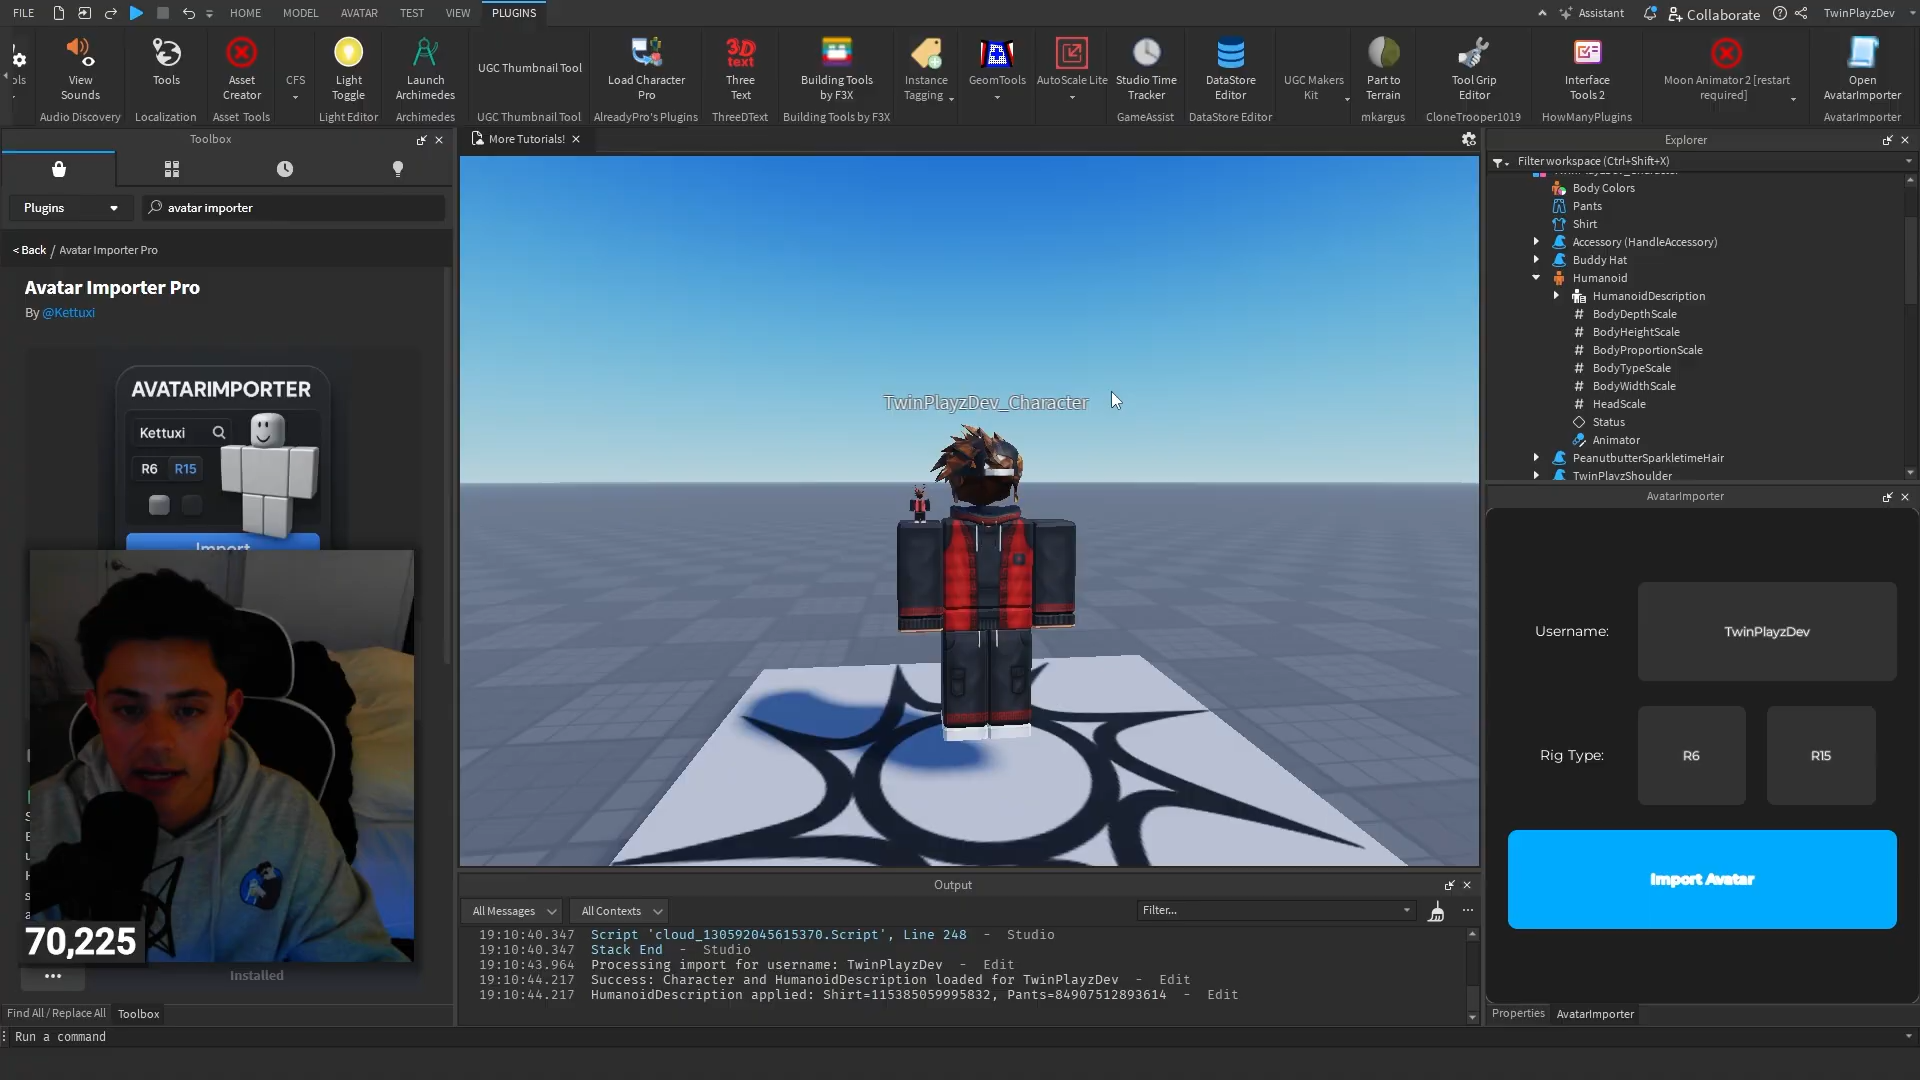 FILE HOME MODEL AVATAR TEST VIEW PLUGINS Assistant Collaborate TwinPlayzDev
View Sounds
Tools
Asset Creator
CFS
Light Toggle
Launch Archimedes
UGC Thumbnail Tool
Load Character Pro
Three Text
Building Tools by F3X
Instance Tagging
GeomTools
AutoScale Lite
Studio Time Tracker
DataStore Editor
UGC Makers Kit
Part to Terrain
Tool Grip Editor
Interface Tools 2
Moon Animator 2 [restart required]
Open AvatarImporter
Audio Discovery Localization Asset Tools Light Editor Archimedes UGC Thumbnail Tool AlreadyPro's Plugins ThreeDText Building Tools by F3X GameAssist DataStore Editor mkargus CloneTrooper1019 HowManyPlugins AvatarImporter
3D text
Toolbox
Plugins avatar importer
< Back / Avatar Importer Pro
Avatar Importer Pro
By @Kettuxi
AVATARIMPORTER
Kettuxi
R6 R15
Import
70,225
Installed
Find All / Replace All Toolbox
Run a command
More Tutorials!
TwinPlayzDev_Character
Output
All Messages All Contexts Filter...
19:10:40.347 Script 'cloud_130592045615370.Script', Line 248 - Studio
19:10:40.347 Stack End - Studio
19:10:43.964 Processing import for username: TwinPlayzDev - Edit
19:10:44.217 Success: Character and HumanoidDescription loaded for TwinPlayzDev - Edit
19:10:44.217 HumanoidDescription applied: Shirt=115385059995832, Pants=84907512893614 - Edit
Explorer
Filter workspace (Ctrl+Shift+X)
Body Colors
Pants
Shirt
Accessory (HandleAccessory)
Buddy Hat
Humanoid
HumanoidDescription
BodyDepthScale
BodyHeightScale
BodyProportionScale
BodyTypeScale
BodyWidthScale
HeadScale
Status
Animator
PeanutbutterSparkletimeHair
TwinPlayzShoulder
AvatarImporter
Username: TwinPlayzDev
Rig Type: R6 R15
Import Avatar
Properties AvatarImporter